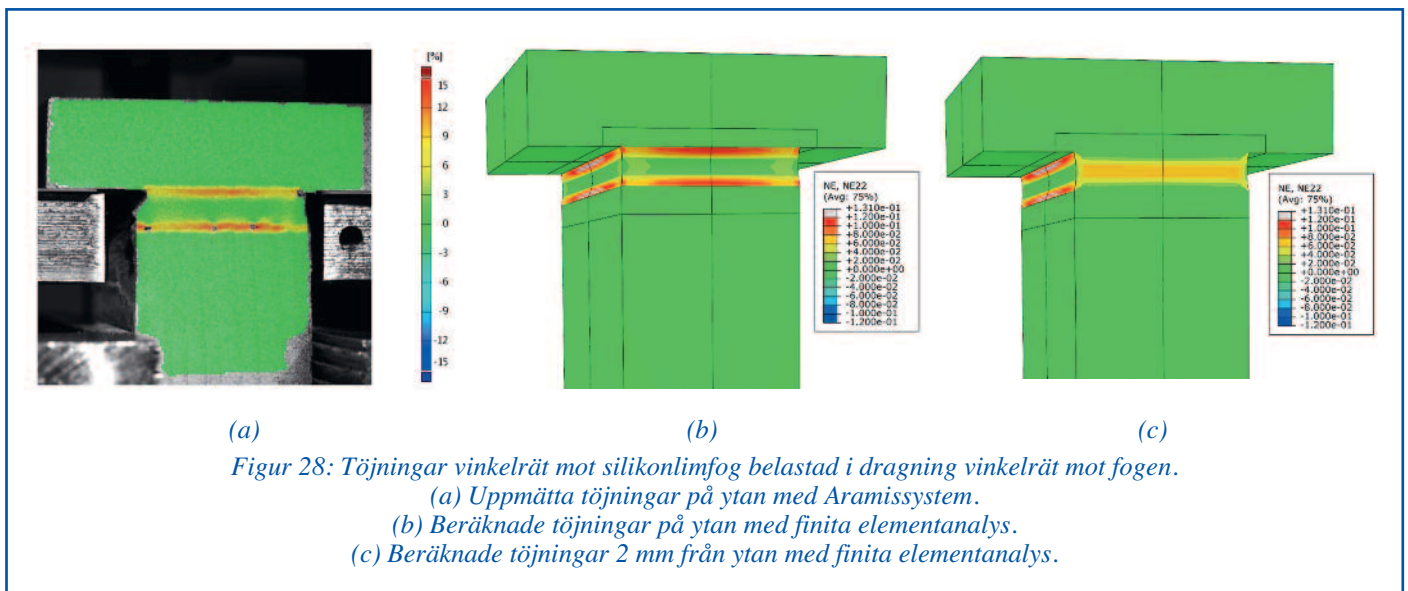 [%]
15
12
9
6
3
0
-3
-6
-9
-12
-15
NE, NE22
(Avg: 75%)
+1.310e-01
+1.200e-01
+1.000e-01
+8.000e-02
+6.000e-02
+4.000e-02
+2.000e-02
+0.000e+00
-2.000e-02
-4.000e-02
-6.000e-02
-8.000e-02
-1.000e-01
-1.200e-01
NE, NE22
(Avg: 75%)
+1.310e-01
+1.200e-01
+1.000e-01
+8.000e-02
+6.000e-02
+4.000e-02
+2.000e-02
+0.000e+00
-2.000e-02
-4.000e-02
-6.000e-02
-8.000e-02
-1.000e-01
-1.200e-01
(a)
(b)
(c)
Figur 28: Töjningar vinkelrät mot silikonlimfog belastad i dragning vinkelrät mot fogen.
(a) Uppmätta töjningar på ytan med Aramissystem.
(b) Beräknade töjningar på ytan med finita elementanalys.
(c) Beräknade töjningar 2 mm från ytan med finita elementanalys.